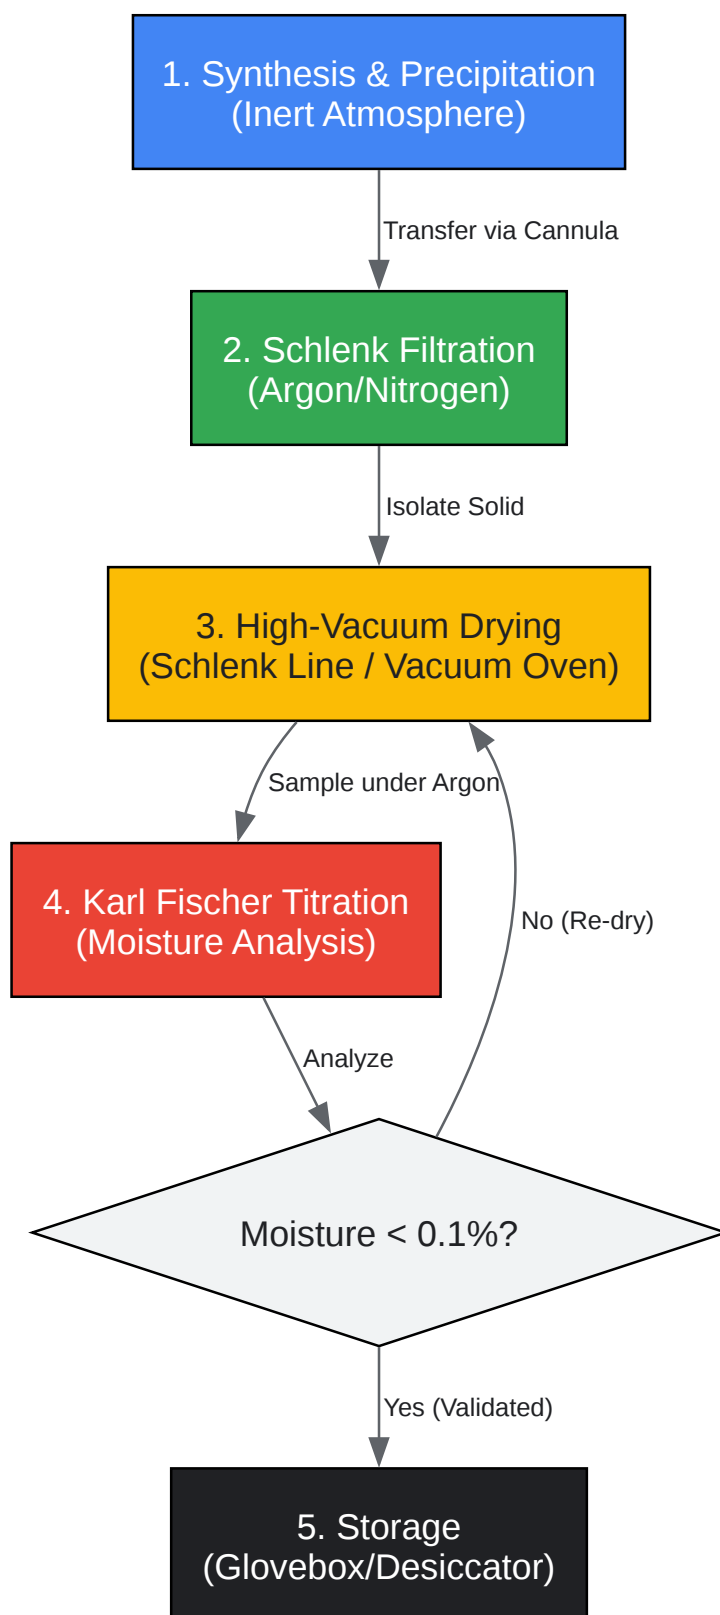 1. Synthesis & Precipitation
(Inert Atmosphere)
Transfer via Cannula
2. Schlenk Filtration
(Argon/Nitrogen)
Isolate Solid
3. High-Vacuum Drying
(Schlenk Line / Vacuum Oven)
Sample under Argon
4. Karl Fischer Titration
(Moisture Analysis)
No (Re-dry)
Analyze
Moisture < 0.1%?
Yes (Validated)
5. Storage
(Glovebox/Desiccator)